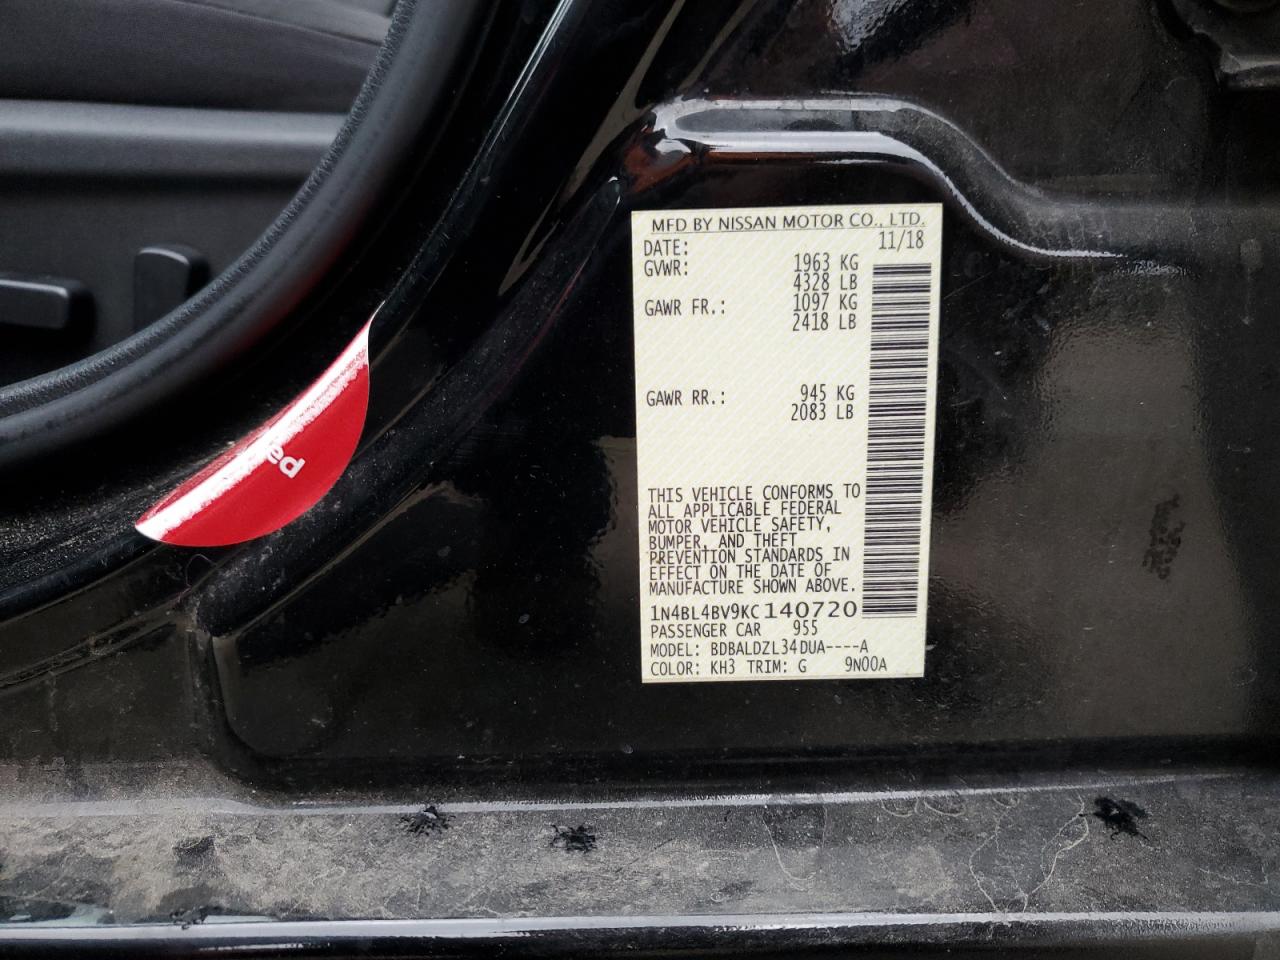 MFD BY NISSAN MOTOR CO., LTD.
DATE: 11/18
GVWR: 1963 KG
4328 LB
GAWR FR.: 1097 KG
2418 LB
GAWR RR.: 945 KG
2083 LB
THIS VEHICLE CONFORMS TO
ALL APPLICABLE FEDERAL
MOTOR VEHICLE SAFETY,
BUMPER, AND THEFT
PREVENTION STANDARDS IN
EFFECT ON THE DATE OF
MANUFACTURE SHOWN ABOVE.
1N4BL4BV9KC140720
PASSENGER CAR 955
MODEL: BDBALDZL34DUA----A
COLOR: KH3 TRIM: G 9N00A